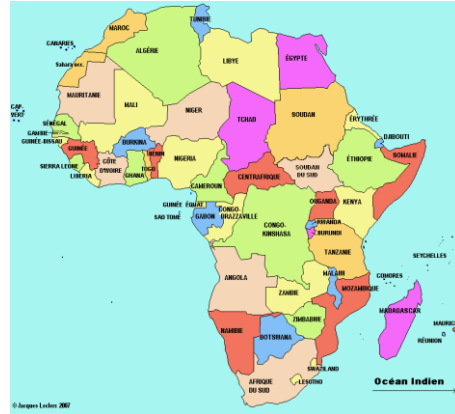 TUNISIE
MAROC
CANARIES
ALGÉRIE
LIBYE
ÉGYPTE
Sahara occ.
MAURITANIE
MALI
NIGER
TCHAD
SOUDAN
ÉRYTHRÉE
CAP-
VERT
SÉNÉGAL
GAMBIE
GUINÉE-BISSAU
GUINÉE
BURKINA
BÉNIN
DJIBOUTI
SIERRA LEONE
LIBERIA
CÔTE
D'IVOIRE
GHANA
TOGO
NIGERIA
CENTRAFRIQUE
SOUDAN
DU SUD
ÉTHIOPIE
SOMALIE
CAMEROUN
GUINÉE ÉQUAT
SAO TOMÉ
GABON
CONGO-
BRAZZAVILLE
CONGO-
KINSHASA
OUGANDA
KENYA
RWANDA
BURUNDI
TANZANIE
SEYCHELLES
COMORES
ANGOLA
ZAMBIE
MALAWI
MOZAMBIQUE
MADAGASCAR
ZIMBABWE
NAMIBIE
BOTSWANA
MAURICE
RÉUNION
SWAZILAND
LESOTHO
AFRIQUE
DU SUD
Océan Indien
© Jacques Leclerc 2007